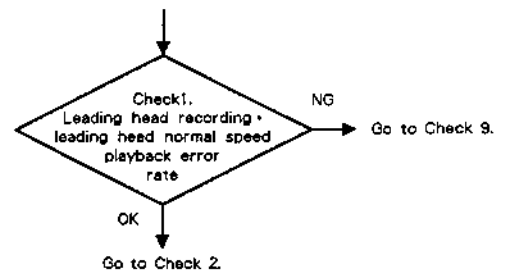 Check1.
Leading head recording •
leading head normal speed
playback error
rate
NG
Go to Check 9.
OK
Go to Check 2.